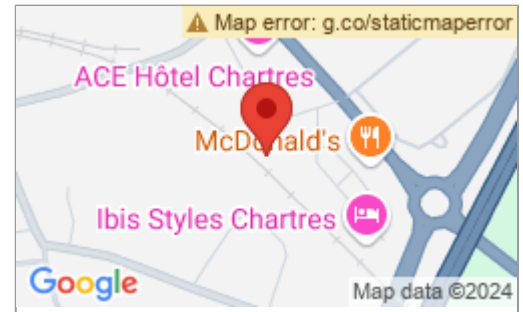 Map error: g.co/staticmaperror
ACE Hôtel Chartres
McDonald's
Ibis Styles Chartres
Google
Map data ©2024